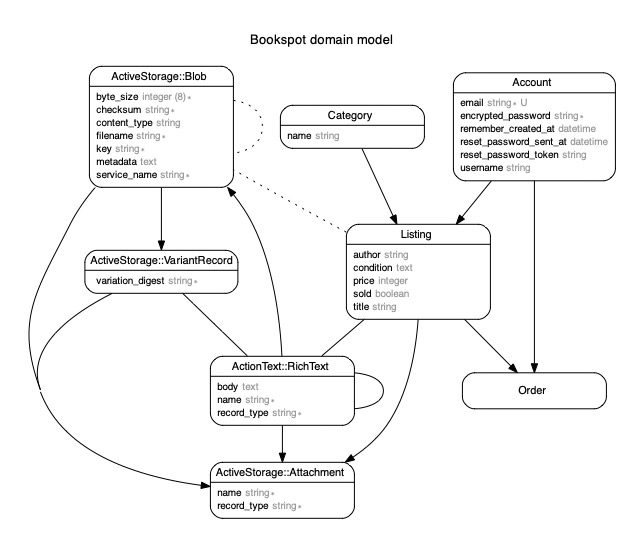 Bookspot domain model
ActiveStorage::Blob
byte_size integer (8) *
checksum string *
content_type string
filename string *
key string *
metadata text
service_name string *
Category
name string
Account
email string * U
encrypted_password string *
remember_created_at datetime
reset_password_sent_at datetime
reset_password_token string
username string
ActiveStorage::VariantRecord
variation_digest string *
Listing
author string
condition text
price integer
sold boolean
title string
ActionText::RichText
body text
name string *
record_type string *
Order
ActiveStorage::Attachment
name string *
record_type string *